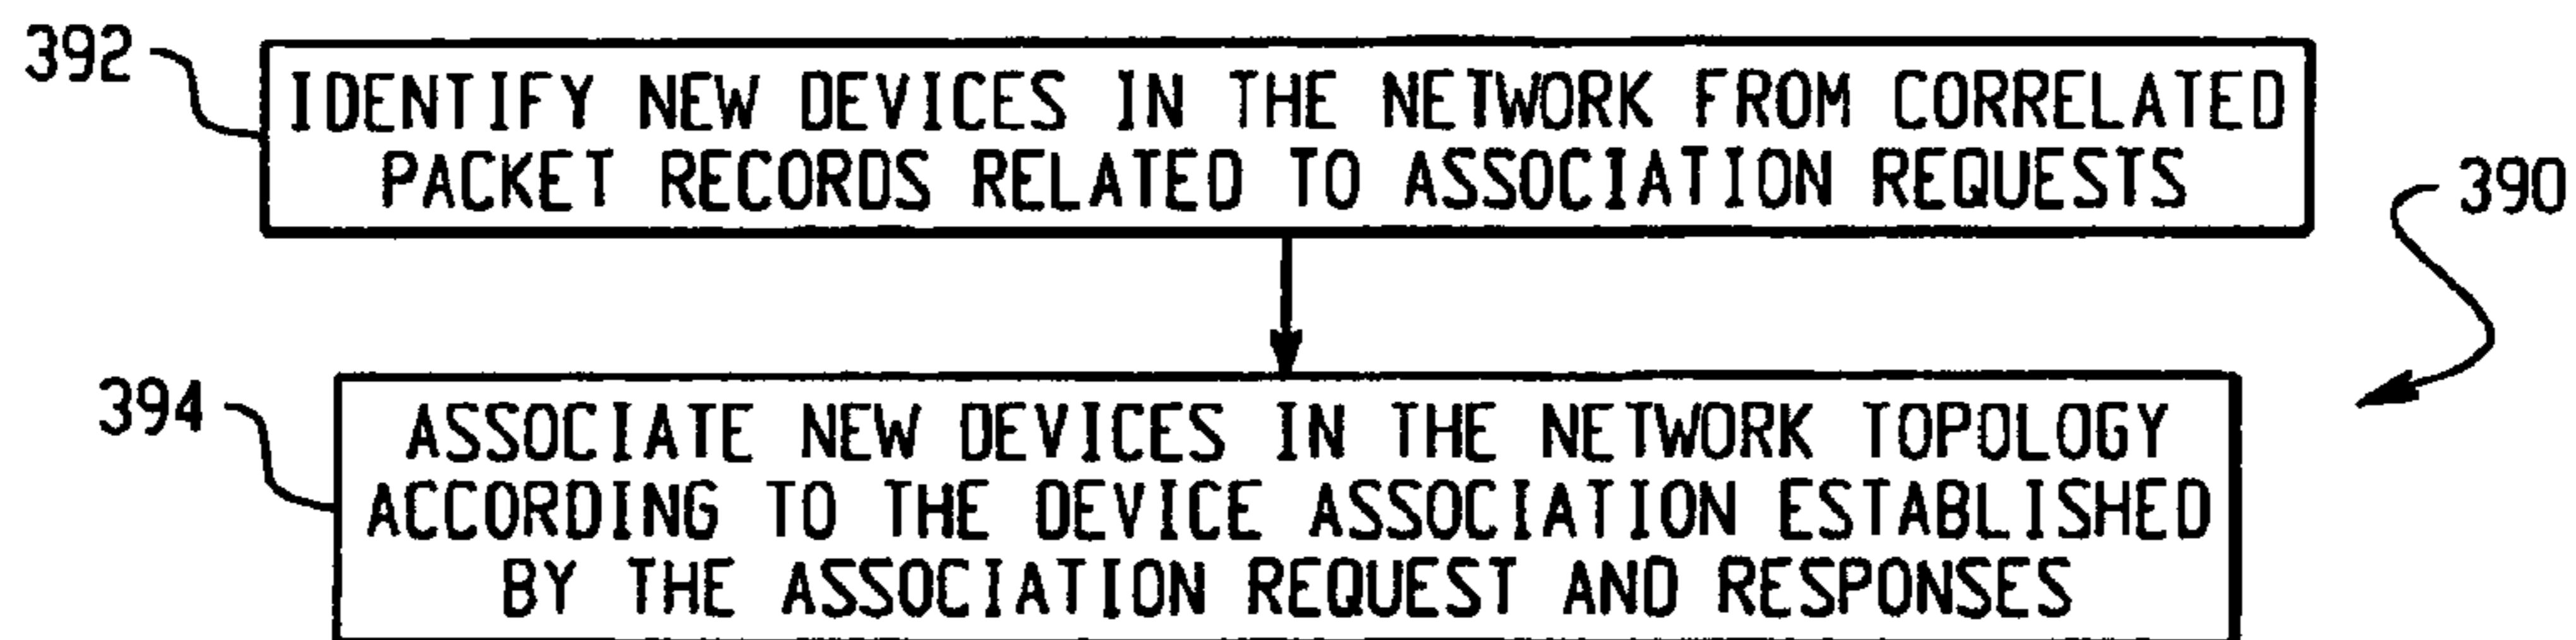 392
IDENTIFY NEW DEVICES IN THE NETWORK FROM CORRELATED
PACKET RECORDS RELATED TO ASSOCIATION REQUESTS
390
394
ASSOCIATE NEW DEVICES IN THE NETWORK TOPOLOGY
ACCORDING TO THE DEVICE ASSOCIATION ESTABLISHED
BY THE ASSOCIATION REQUEST AND RESPONSES